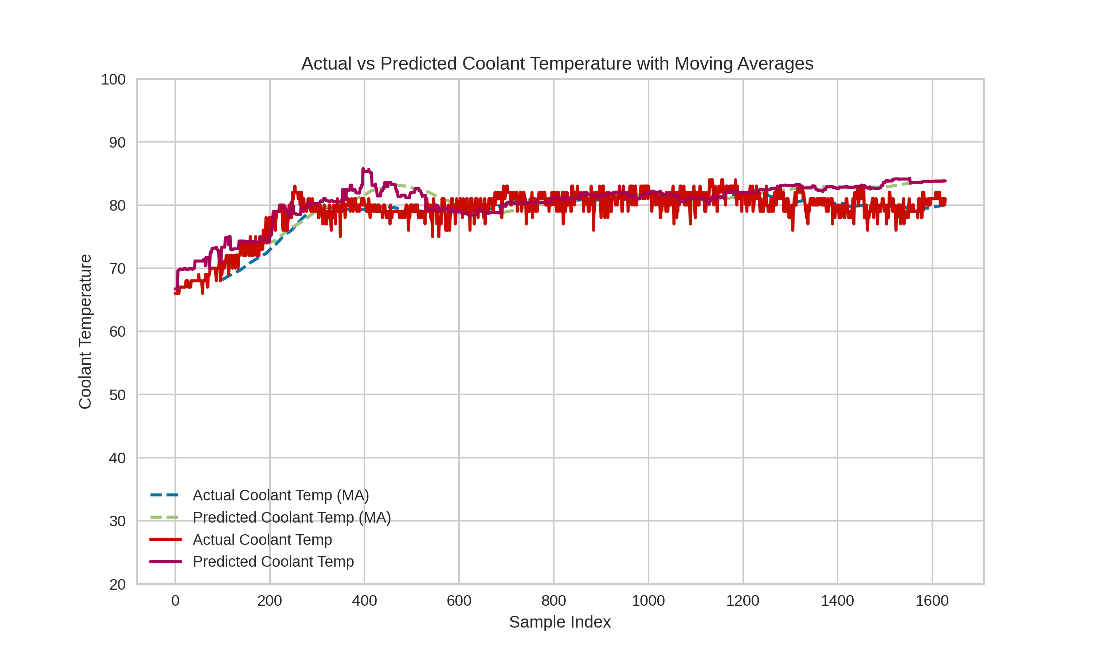 Actual vs Predicted Coolant Temperature with Moving Averages
100
90
80
70
60
50
40
30
20
Coolant Temperature
Actual Coolant Temp (MA)
Predicted Coolant Temp (MA)
Actual Coolant Temp
Predicted Coolant Temp
0 200 400 600 800 1000 1200 1400 1600
Sample Index